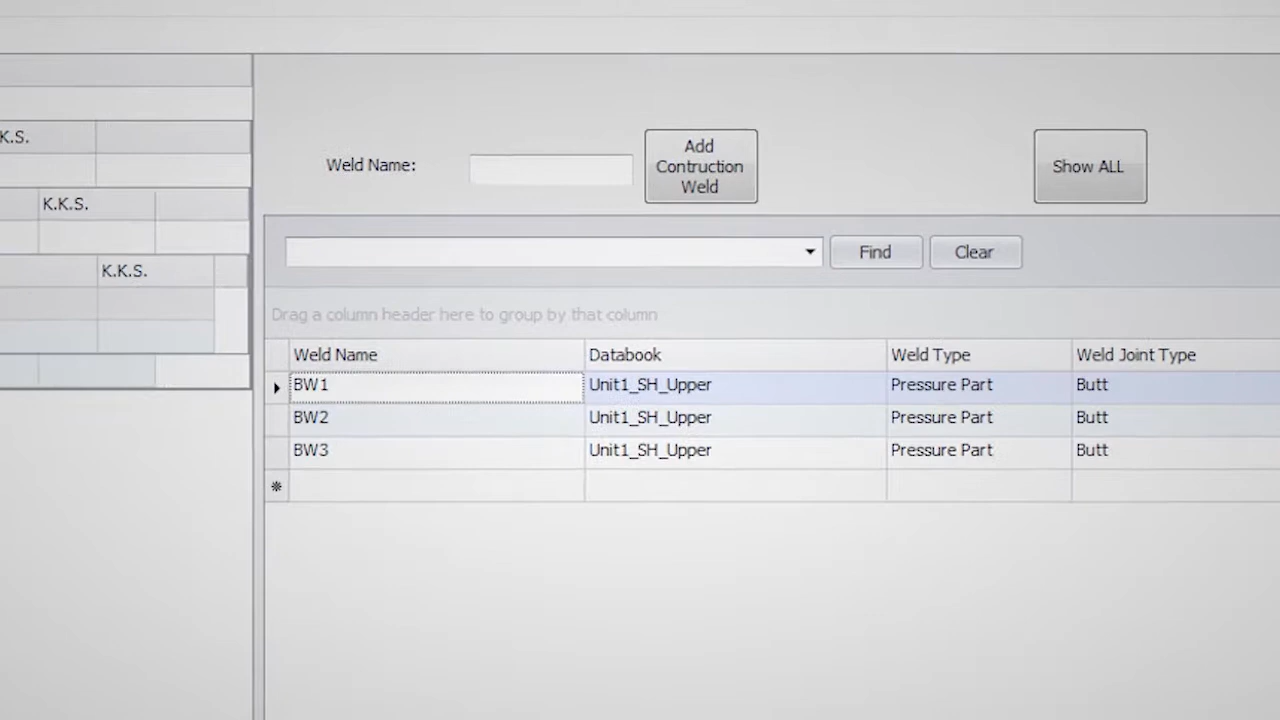 K.S.
K.K.S.
K.K.S.
Weld Name:
Add
Contruction
Weld
Show ALL
Find
Clear
Drag a column header here to group by that column
Weld Name Databook Weld Type Weld Joint Type
BW1 Unit1_SH_Upper Pressure Part Butt
BW2 Unit1_SH_Upper Pressure Part Butt
BW3 Unit1_SH_Upper Pressure Part Butt